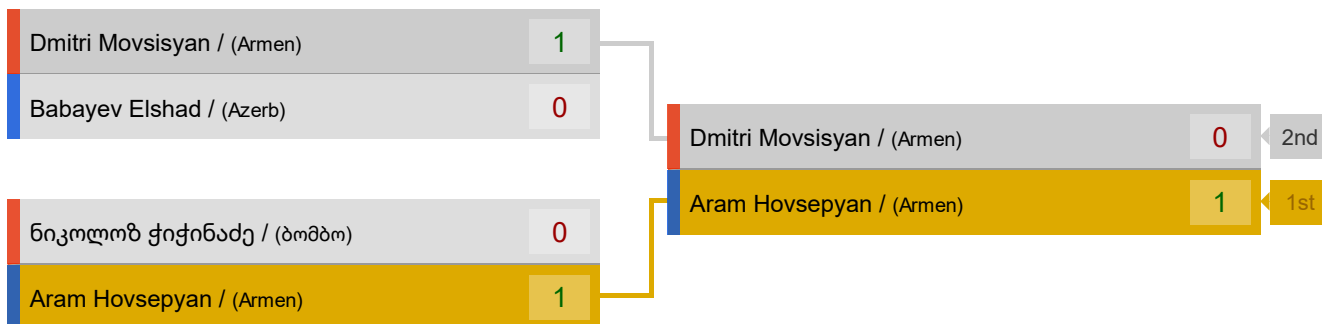 Dmitri Movsisyan / (Armen) 1
Babayev Elshad / (Azerb) 0
ნიკოლოზ ჭიჭინაძე / (ბომბო) 0
Aram Hovsepyan / (Armen) 1
Dmitri Movsisyan / (Armen) 0 2nd
Aram Hovsepyan / (Armen) 1 1st